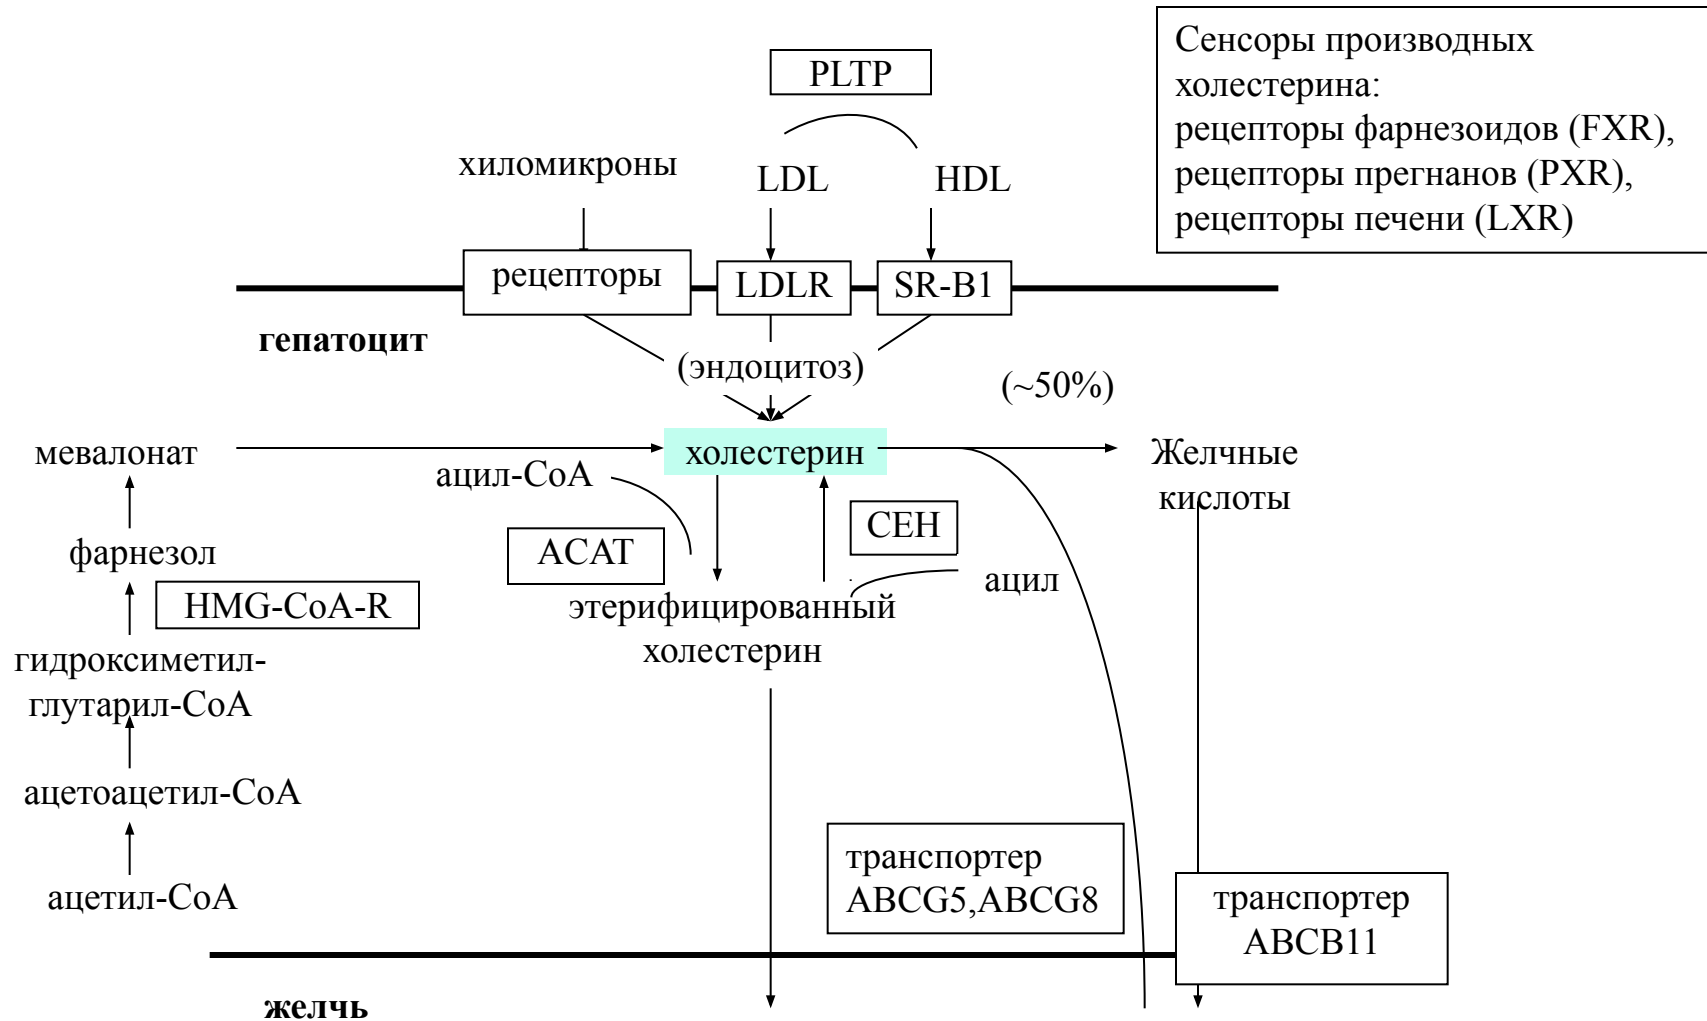 PLTP
Сенсоры производных
холестерина:
рецепторы фарнезоидов (FXR),
рецепторы прегнанов (PXR),
рецепторы печени (LXR)
хиломикроны
LDL
HDL
рецепторы
LDLR
SR-B1
гепатоцит
(эндоцитоз)
(~50%)
мевалонат
холестерин
Желчные
кислоты
ацил-CoA
фарнезол
ACAT
CEH
ацил
HMG-CoA-R
этерифицированный
холестерин
гидроксиметил-
глутарил-CoA
ацетоацетил-CoA
ацетил-CoA
транспортер
ABCG5,ABCG8
транспортер
ABCB11
желчь